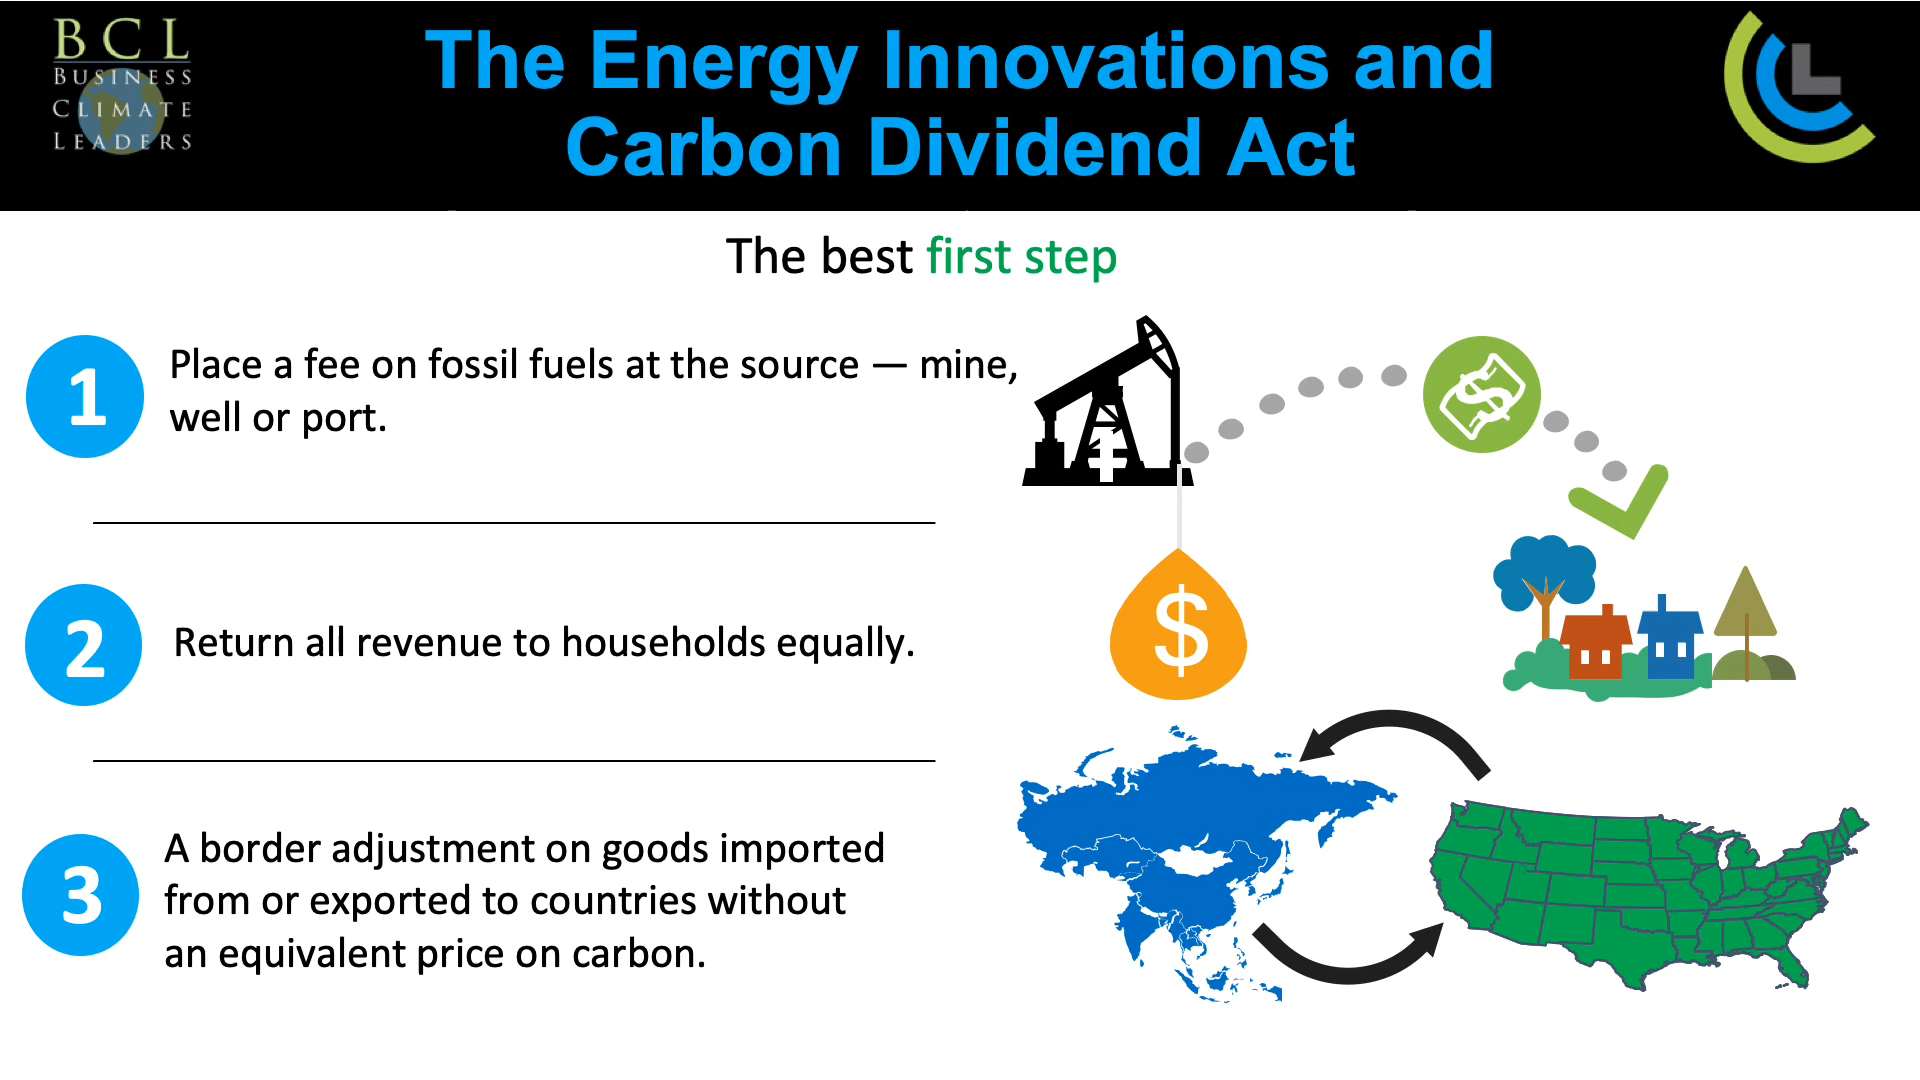 B C L
BUSINESS
CLIMATE
LEADERS
The Energy Innovations and
Carbon Dividend Act
CCL
The best first step
1
Place a fee on fossil fuels at the source — mine,
well or port.
$
2
Return all revenue to households equally.
$
3
A border adjustment on goods imported
from or exported to countries without
an equivalent price on carbon.